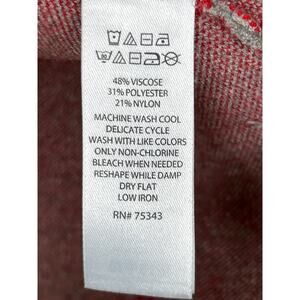 48% VISCOSE
31% POLYESTER
21% NYLON
MACHINE WASH COOL
DELICATE CYCLE
WASH WITH LIKE COLORS
ONLY NON-CHLORINE
BLEACH WHEN NEEDED
RESHAPE WHILE DAMP
DRY FLAT
LOW IRON
RN# 75343